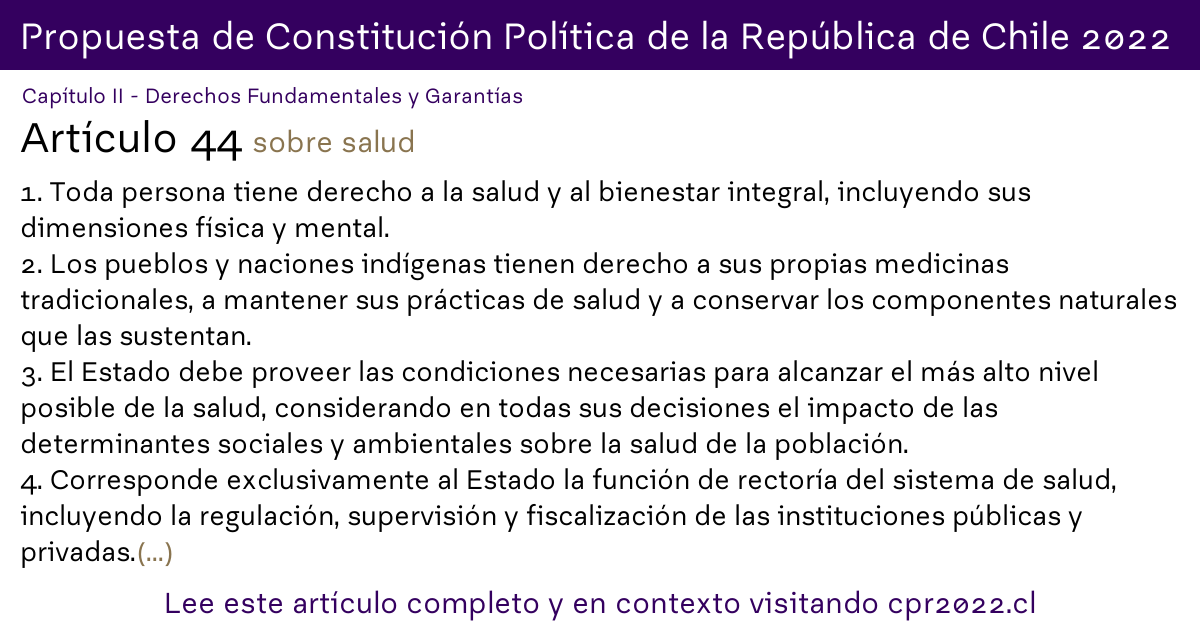 Propuesta de Constitución Política de la República de Chile 2022
Capítulo II - Derechos Fundamentales y Garantías
Artículo 44 sobre salud
1. Toda persona tiene derecho a la salud y al bienestar integral, incluyendo sus
dimensiones física y mental.
2. Los pueblos y naciones indígenas tienen derecho a sus propias medicinas
tradicionales, a mantener sus prácticas de salud y a conservar los componentes naturales
que las sustentan.
3. El Estado debe proveer las condiciones necesarias para alcanzar el más alto nivel
posible de la salud, considerando en todas sus decisiones el impacto de las
determinantes sociales y ambientales sobre la salud de la población.
4. Corresponde exclusivamente al Estado la función de rectoría del sistema de salud,
incluyendo la regulación, supervisión y fiscalización de las instituciones públicas y
privadas.(...)
Lee este artículo completo y en contexto visitando cpr2022.cl